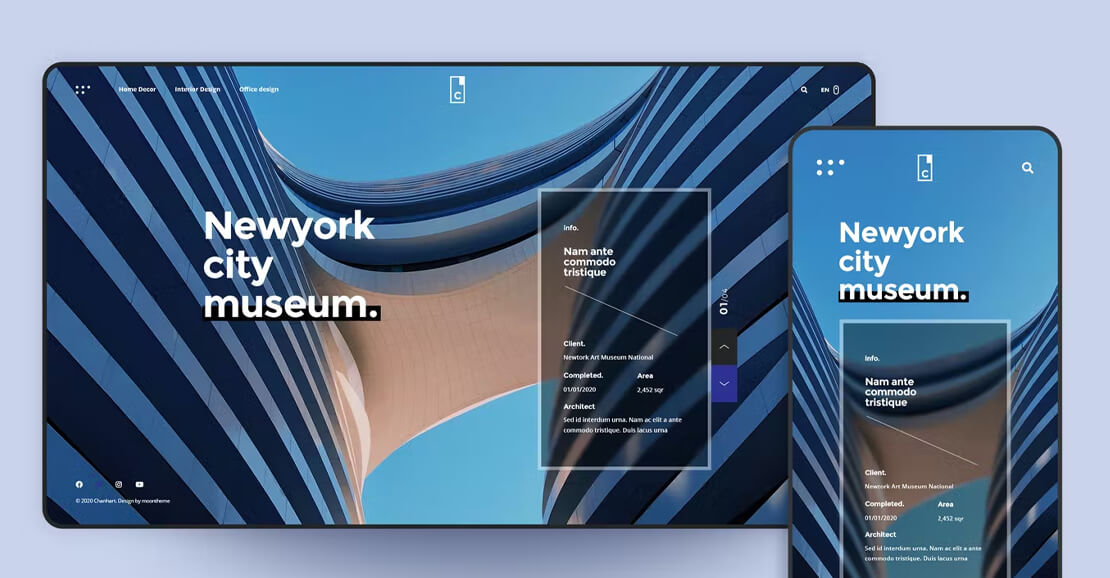 Home Decor Interior Design Office design
C
EN
Newyork
city
museum.
Info.
Nam ante
commodo
tristique
Client.
Newtork Art Museum National
Completed. Area
01/01/2020 2,452 sqr
Architect
Sed id interdum urna. Nam ac elit a ante
commodo tristique. Duis lacus urna
01/04
© 2020 Chanhart. Design by moontheme
C
Newyork
city
museum.
Info.
Nam ante
commodo
tristique
Client.
Newtork Art Museum National
Completed. Area
01/01/2020 2,452 sqr
Architect
Sed id interdum urna. Nam ac elit a ante
commodo tristique. Duis lacus urna